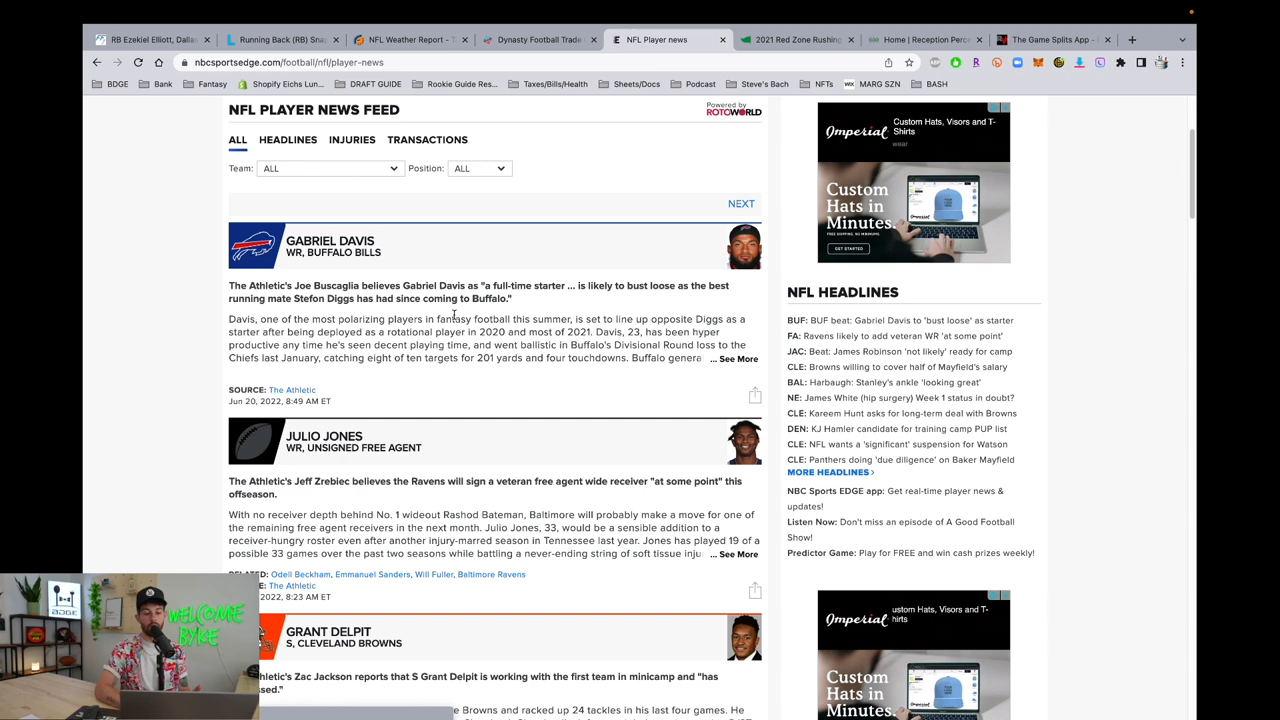 RB Ezekiel Elliott, Dallas
Running Back (RB) Sna
NFL Weather Report - T
Dynasty Football Trade
NFL Player news
2021 Red Zone Rushing
Home | Reception Perce
The Game Splits App -
nbcsportsedge.com/football/nfl/player-news
BDGE
Bank
Fantasy
Shopify Eichs Lun...
DRAFT GUIDE
Rookie Guide Res...
Taxes/Bills/Health
Sheets/Docs
Podcast
Steve's Bach
NFTs
WIX
MARG SZN
BASH
NFL PLAYER NEWS FEED
Powered by
ROTOWORLD
ALL HEADLINES INJURIES TRANSACTIONS
Team: ALL Position: ALL
NEXT
GABRIEL DAVIS
WR, BUFFALO BILLS
The Athletic's Joe Buscaglia believes Gabriel Davis as "a full-time starter ... is likely to bust loose as the best
running mate Stefon Diggs has had since coming to Buffalo."
Davis, one of the most polarizing players in fantasy football this summer, is set to line up opposite Diggs as a
starter after being deployed as a rotational player in 2020 and most of 2021. Davis, 23, has been hyper
productive any time he's seen decent playing time, and went ballistic in Buffalo's Divisional Round loss to the
Chiefs last January, catching eight of ten targets for 201 yards and four touchdowns. Buffalo genera ... See More
SOURCE: The Athletic
Jun 20, 2022, 8:49 AM ET
JULIO JONES
WR, UNSIGNED FREE AGENT
The Athletic's Jeff Zrebiec believes the Ravens will sign a veteran free agent wide receiver "at some point" this
offseason.
With no receiver depth behind No. 1 wideout Rashod Bateman, Baltimore will probably make a move for one of
the remaining free agent receivers in the next month. Julio Jones, 33, would be a sensible addition to a
receiver-hungry roster even after another injury-marred season in Tennessee last year. Jones has played 19 of a
possible 33 games over the past two seasons while battling a never-ending string of soft tissue inju ... See More
Odell Beckham, Emmanuel Sanders, Will Fuller, Baltimore Ravens
The Athletic
2022, 8:23 AM ET
GRANT DELPIT
S, CLEVELAND BROWNS
Zac Jackson reports that S Grant Delpit is working with the first team in minicamp and "has
Browns and racked up 24 tackles in his last four games. He
Imperial
Custom Hats, Visors and T-
Shirts
wear
Imperial
Custom
Hats in
Minutes.
FREE SHIPPING. NO MINIMUMS.
GET STARTED
NFL HEADLINES
BUF: BUF beat: Gabriel Davis to 'bust loose' as starter
FA: Ravens likely to add veteran WR 'at some point'
JAC: Beat: James Robinson 'not likely' ready for camp
CLE: Browns willing to cover half of Mayfield's salary
BAL: Harbaugh: Stanley's ankle 'looking great'
NE: James White (hip surgery) Week 1 status in doubt?
CLE: Kareem Hunt asks for long-term deal with Browns
DEN: KJ Hamler candidate for training camp PUP list
CLE: NFL wants a 'significant' suspension for Watson
CLE: Panthers doing 'due diligence' on Baker Mayfield
MORE HEADLINES
NBC Sports EDGE app: Get real-time player news &
updates!
Listen Now: Don't miss an episode of A Good Football
Show!
Predictor Game: Play for FREE and win cash prizes weekly!
Imperial
ustom Hats, Visors and T-
hirts
Imperial
Custom
Hats in
Minutes.
BDGE
WELCOME
BYKE